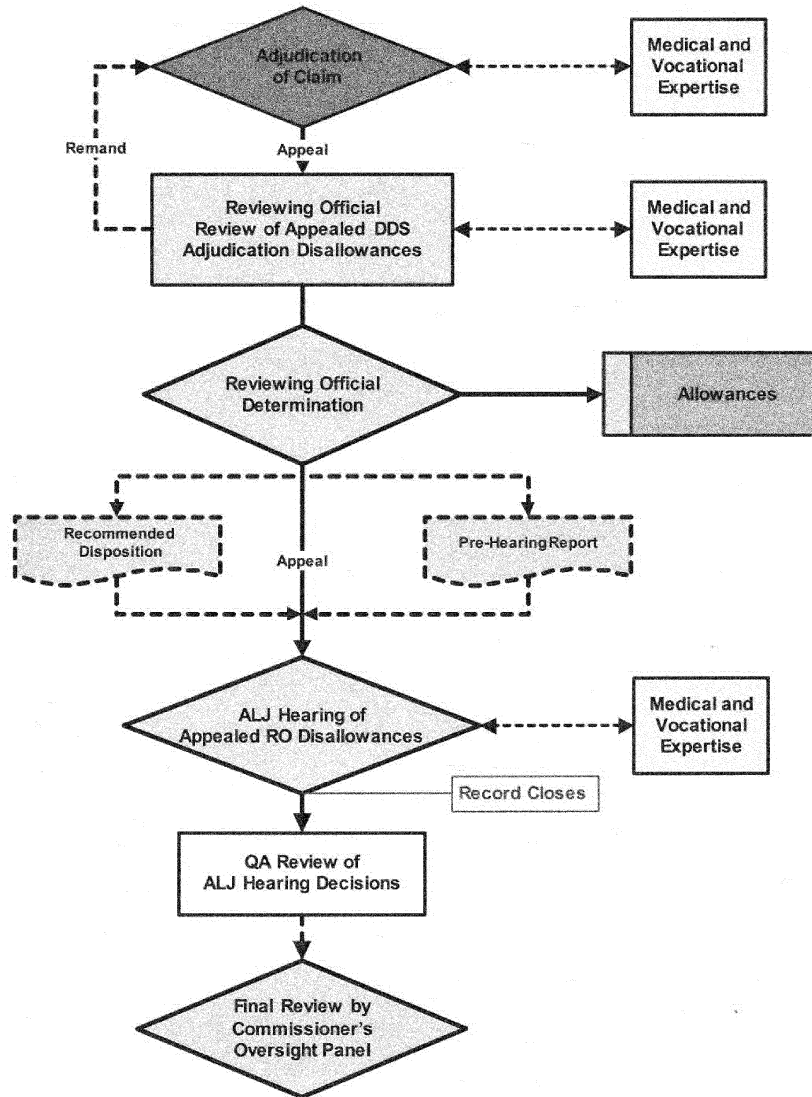 Adjudication
of Claim
Medical and
Vocational
Expertise
Remand
Appeal
Reviewing Official
Review of Appealed DDS
Adjudication Disallowances
Medical and
Vocational
Expertise
Reviewing Official
Determination
Allowances
Recommended
Disposition
Pre-Hearing Report
Appeal
ALJ Hearing of
Appealed RO Disallowances
Medical and
Vocational
Expertise
Record Closes
QA Review of
ALJ Hearing Decisions
Final Review by
Commissioner's
Oversight Panel